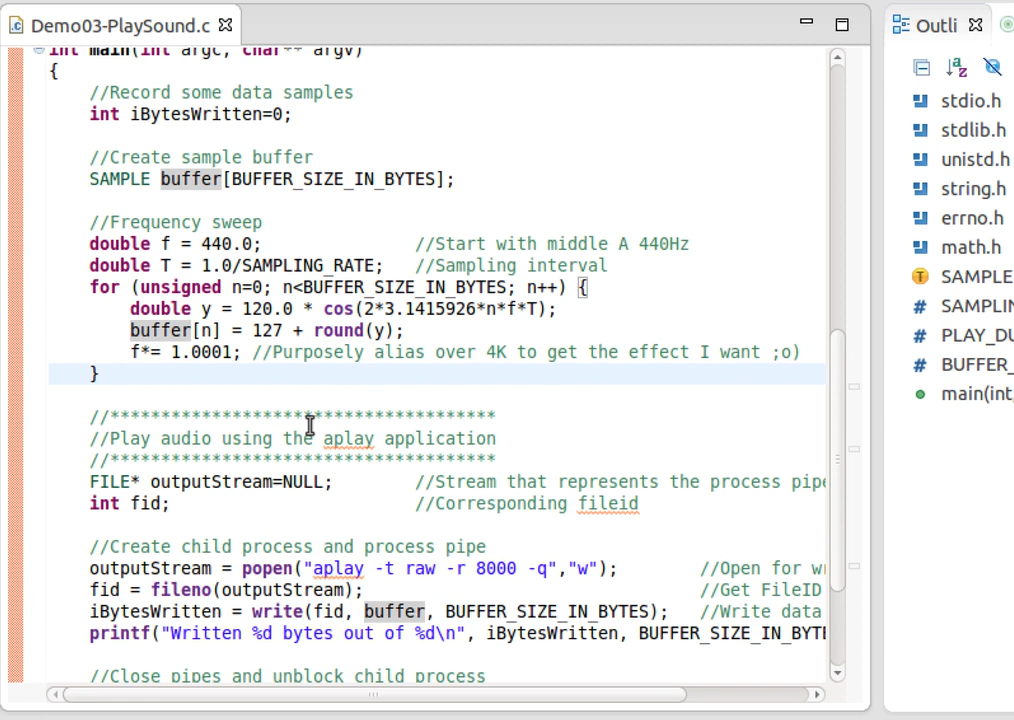 Demo03-PlaySound.c
int main(int argc, char** argv)
{
//Record some data samples
int iBytesWritten=0;
//Create sample buffer
SAMPLE buffer[BUFFER_SIZE_IN_BYTES];
//Frequency sweep
double f = 440.0; //Start with middle A 440Hz
double T = 1.0/SAMPLING_RATE; //Sampling interval
for (unsigned n=0; n<BUFFER_SIZE_IN_BYTES; n++) {
double y = 120.0 * cos(2*3.1415926*n*f*T);
buffer[n] = 127 + round(y);
f*= 1.0001; //Purposely alias over 4K to get the effect I want ;o)
}
//**************************************
//Play audio using the aplay application
//**************************************
FILE* outputStream=NULL; //Stream that represents the process pipe
int fid; //Corresponding fileid
//Create child process and process pipe
outputStream = popen("aplay -t raw -r 8000 -q","w"); //Open for wr
fid = fileno(outputStream); //Get FileID
iBytesWritten = write(fid, buffer, BUFFER_SIZE_IN_BYTES); //Write data
printf("Written %d bytes out of %d\n", iBytesWritten, BUFFER_SIZE_IN_BYTE
//Close pipes and unblock child process
Outli
stdio.h
stdlib.h
unistd.h
string.h
errno.h
math.h
SAMPLE
SAMPLIN
PLAY_DU
BUFFER_
main(int,